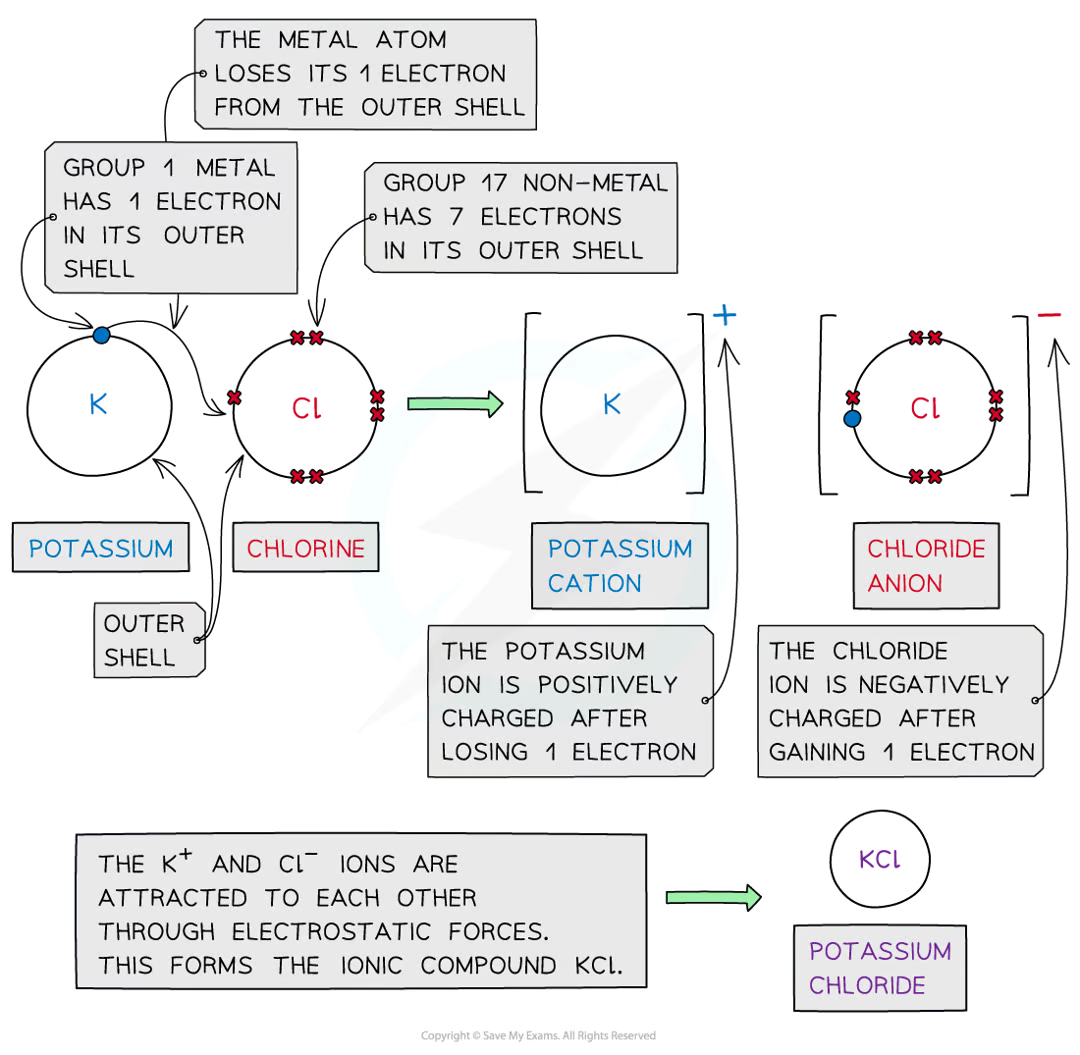 THE METAL ATOM
LOSES ITS 1 ELECTRON
FROM THE OUTER SHELL
GROUP 1 METAL
HAS 1 ELECTRON
IN ITS OUTER
SHELL
GROUP 17 NON-METAL
HAS 7 ELECTRONS
IN ITS OUTER SHELL
K
Cl
K
+
Cl
−
POTASSIUM
CHLORINE
POTASSIUM
CATION
CHLORIDE
ANION
OUTER
SHELL
THE POTASSIUM
ION IS POSITIVELY
CHARGED AFTER
LOSING 1 ELECTRON
THE CHLORIDE
ION IS NEGATIVELY
CHARGED AFTER
GAINING 1 ELECTRON
THE K⁺ AND Cl⁻ IONS ARE
ATTRACTED TO EACH OTHER
THROUGH ELECTROSTATIC FORCES.
THIS FORMS THE IONIC COMPOUND KCl.
KCl
POTASSIUM
CHLORIDE
Copyright © Save My Exams. All Rights Reserved